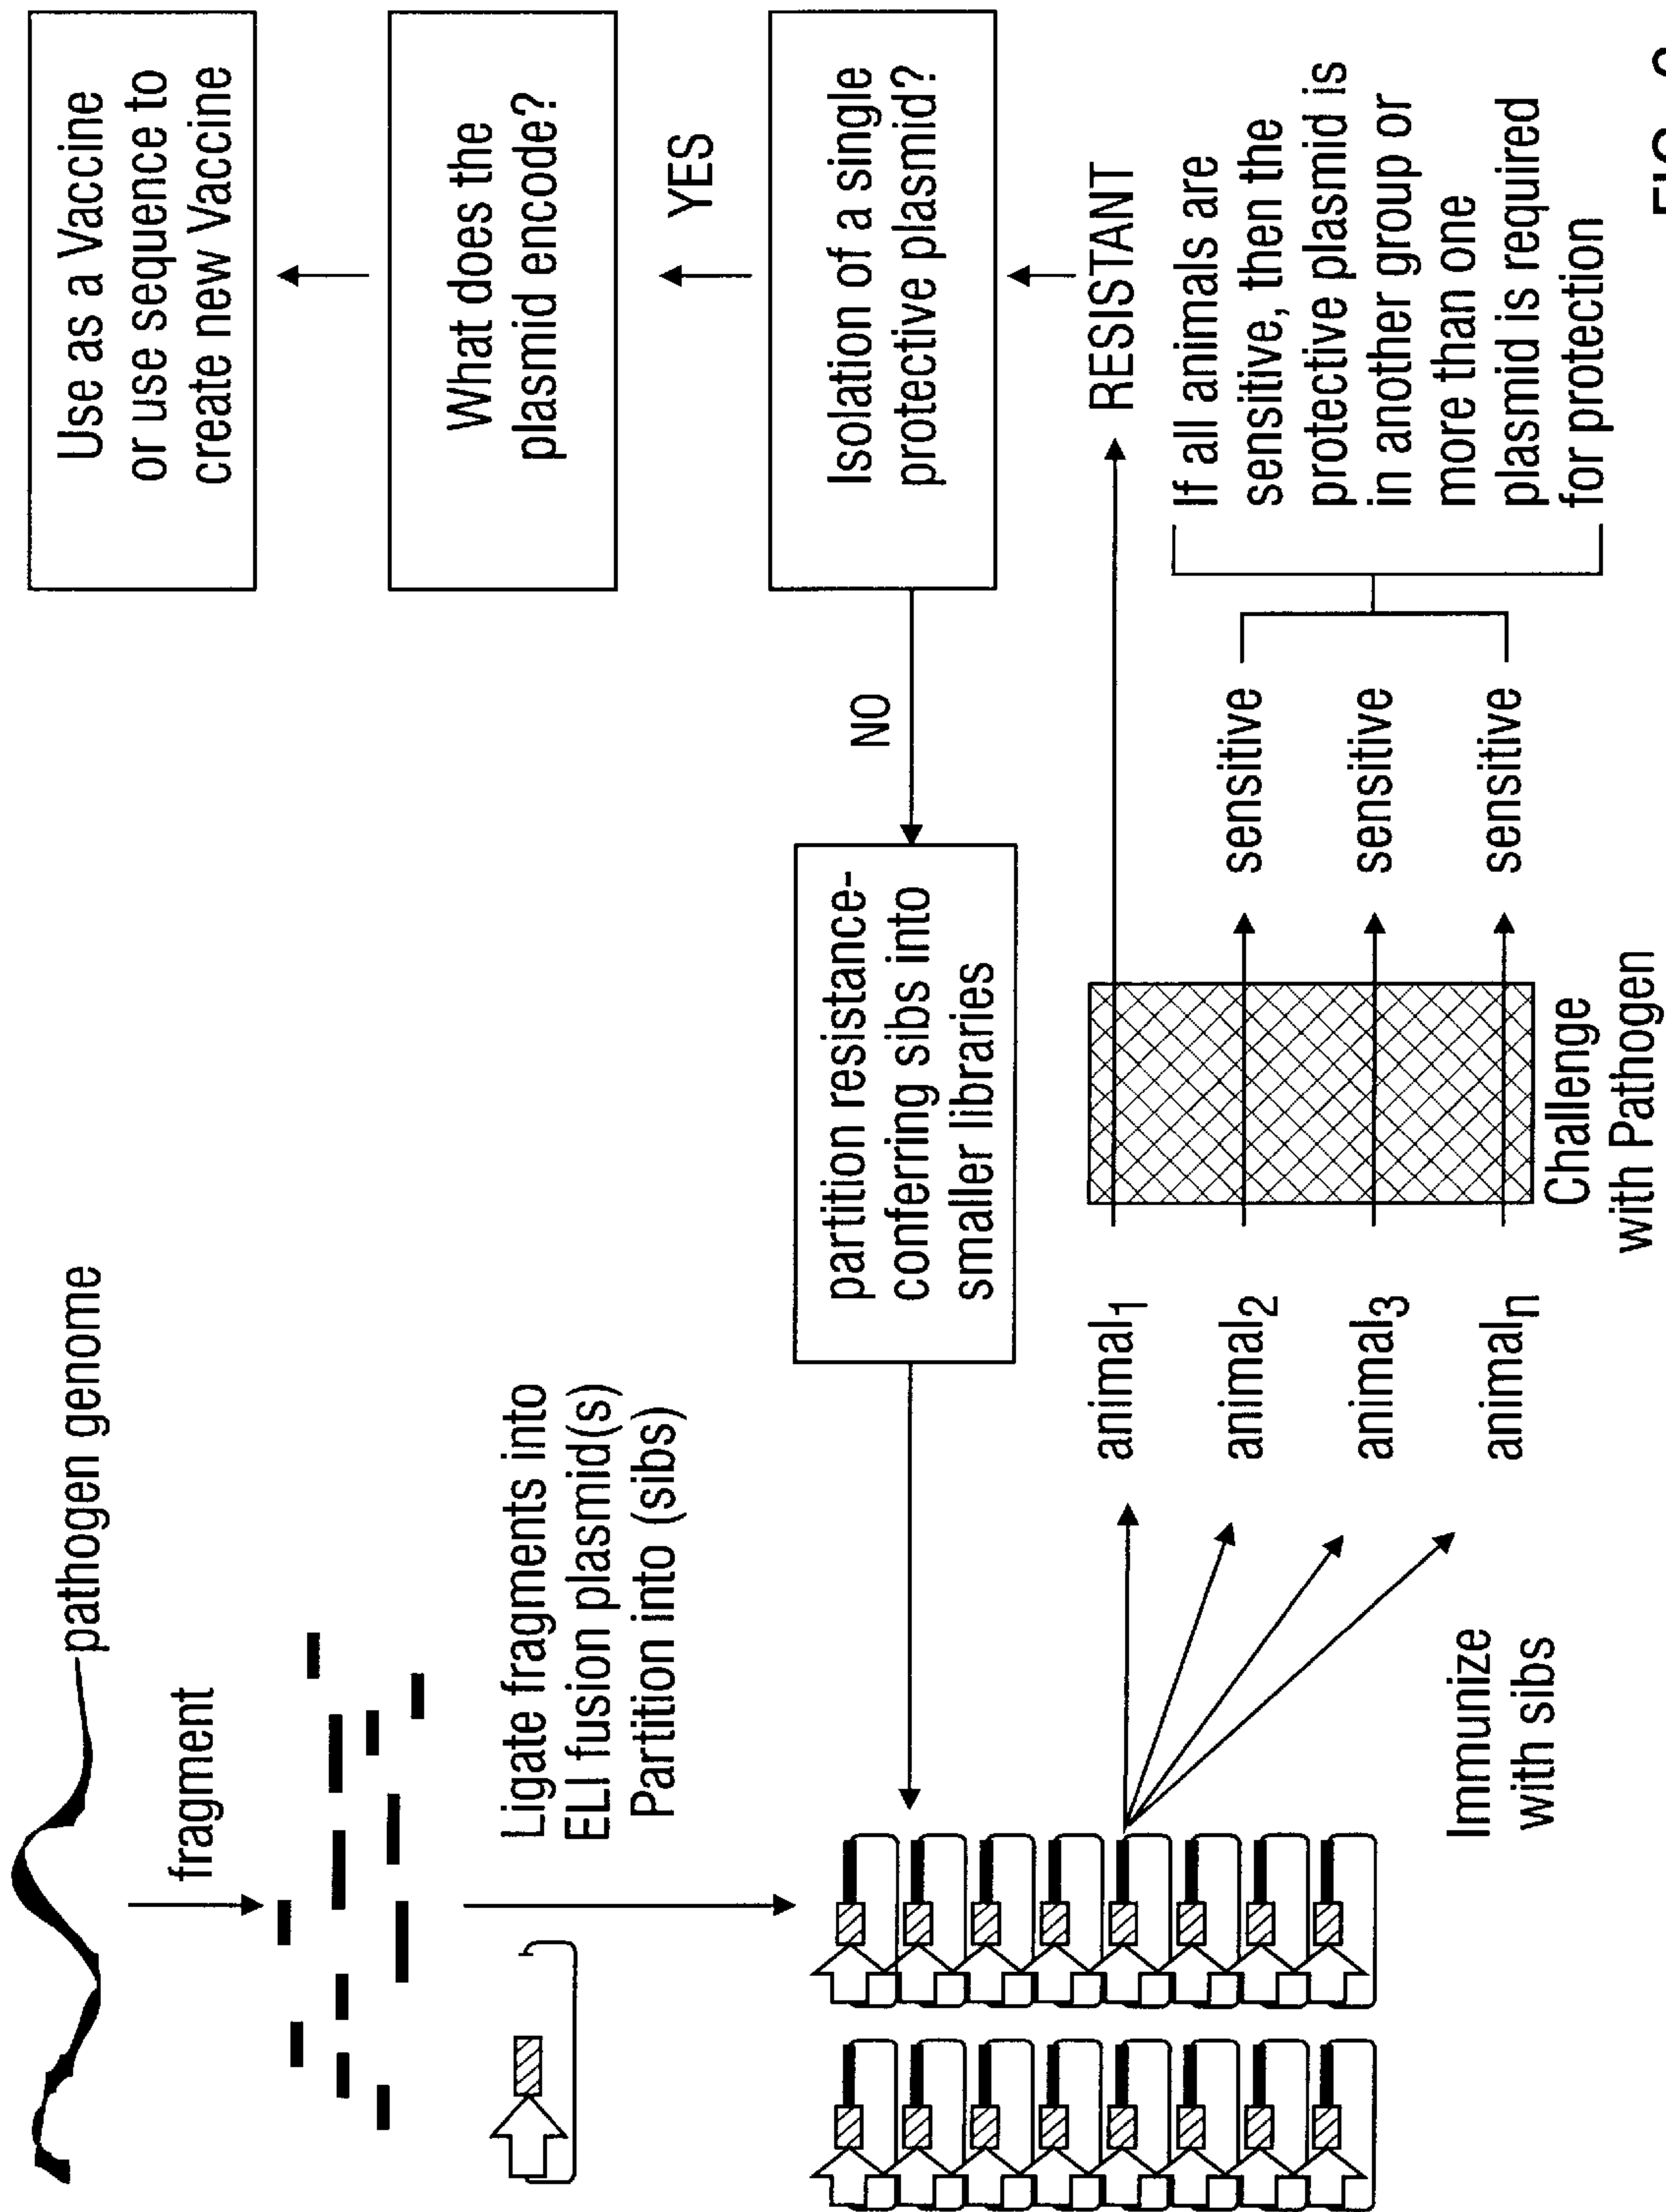 pathogen genome
fragment
Ligate fragments into
ELI fusion plasmid(s)
Partition into (sibs)
Immunize
with sibs
animal1
animal2
animal3
animaln
Challenge
with Pathogen
sensitive
sensitive
sensitive
If all animals are
sensitive, then the
protective plasmid is
in another group or
more than one
plasmid is required
for protection
RESISTANT
Isolation of a single
protective plasmid?
NO
partition resistance-
conferring sibs into
smaller libraries
YES
What does the
plasmid encode?
Use as a Vaccine
or use sequence to
create new Vaccine